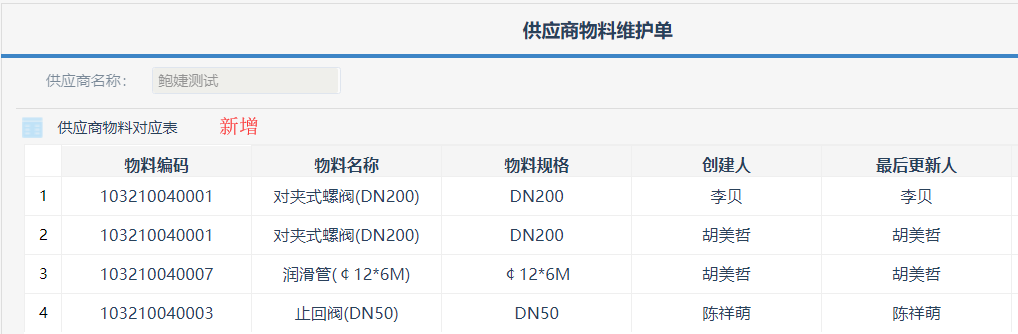 供应商物料维护单
供应商名称： 鲍婕测试
供应商物料对应表 新增
物料编码 物料名称 物料规格 创建人 最后更新人
1 103210040001 对夹式螺阀(DN200) DN200 李贝 李贝
2 103210040001 对夹式螺阀(DN200) DN200 胡美哲 胡美哲
3 103210040007 润滑管(￠12*6M) ￠12*6M 胡美哲 胡美哲
4 103210040003 止回阀(DN50) DN50 陈祥萌 陈祥萌